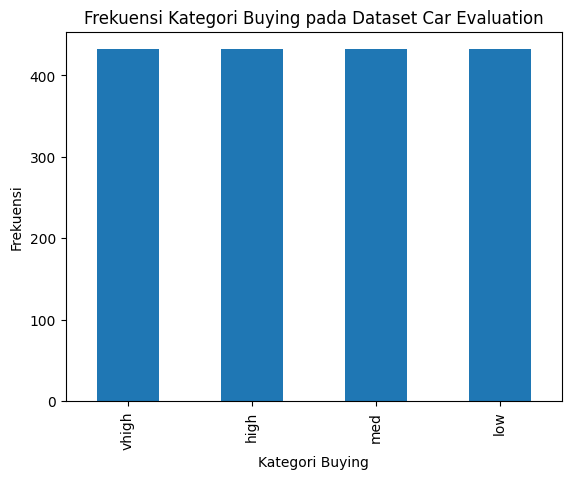 Frekuensi Kategori Buying pada Dataset Car Evaluation
Frekuensi
400
300
200
100
0
vhigh
high
med
low
Kategori Buying